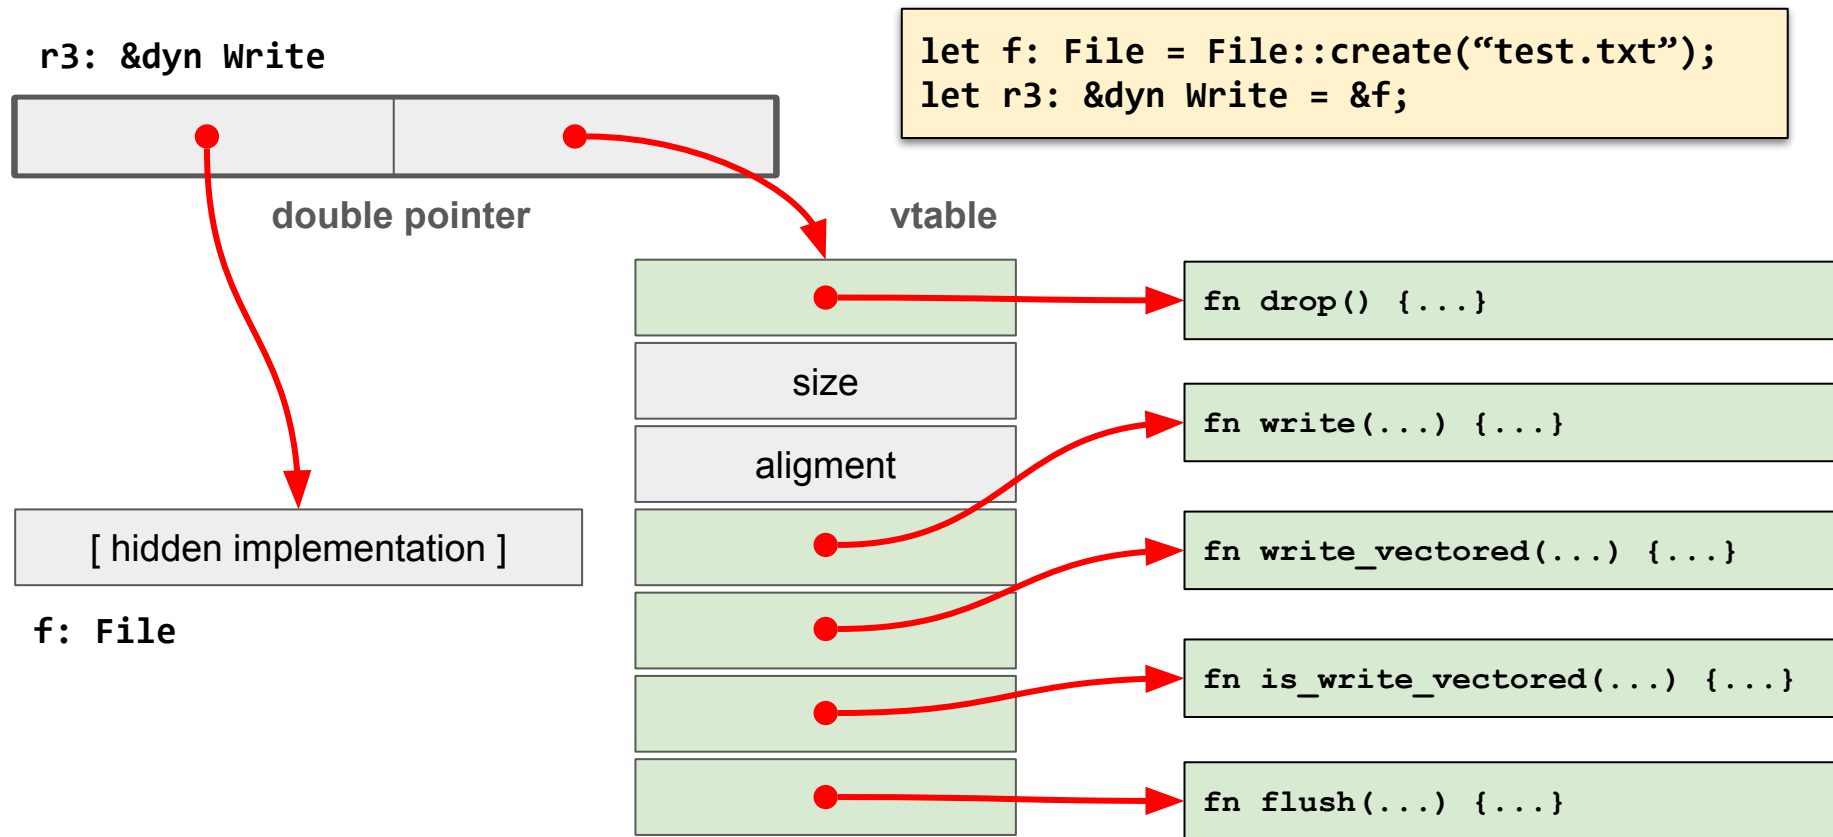 r3: &dyn Write
let f: File = File::create(“test.txt”);
let r3: &dyn Write = &f;
double pointer
vtable
fn drop() {...}
size
fn write(...) {...}
aligment
[ hidden implementation ]
fn write_vectored(...) {...}
f: File
fn is_write_vectored(...) {...}
fn flush(...) {...}